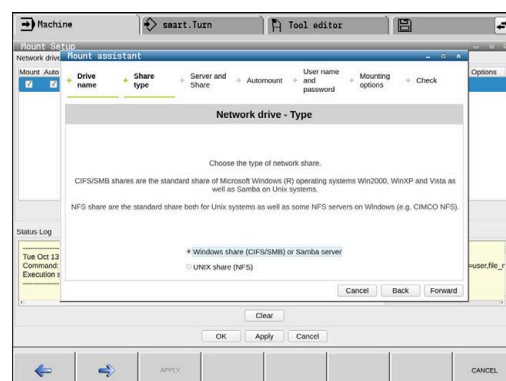 Machine
smart.Turn
Tool editor
Mount Setup
Network drive
Mount assistant
Mount Auto
Options
Drive name
Share type
Server and Share
Automount
User name and password
Mounting options
Check
Network drive - Type
Choose the type of network share.
CIFS/SMB shares are the standard share of Microsoft Windows (R) operating systems Win2000, WinXP and Vista as
well as Samba on Unix systems.
NFS share are the standard share both for Unix systems as well as some NFS servers on Windows (e.g. CIMCO NFS).
Status Log
Tue Oct 13
Command:
=user,file_r
Execution s
Windows share (CIFS/SMB) or Samba server
UNIX share (NFS)
Cancel Back Forward
Clear
OK Apply Cancel
APPLY
CANCEL